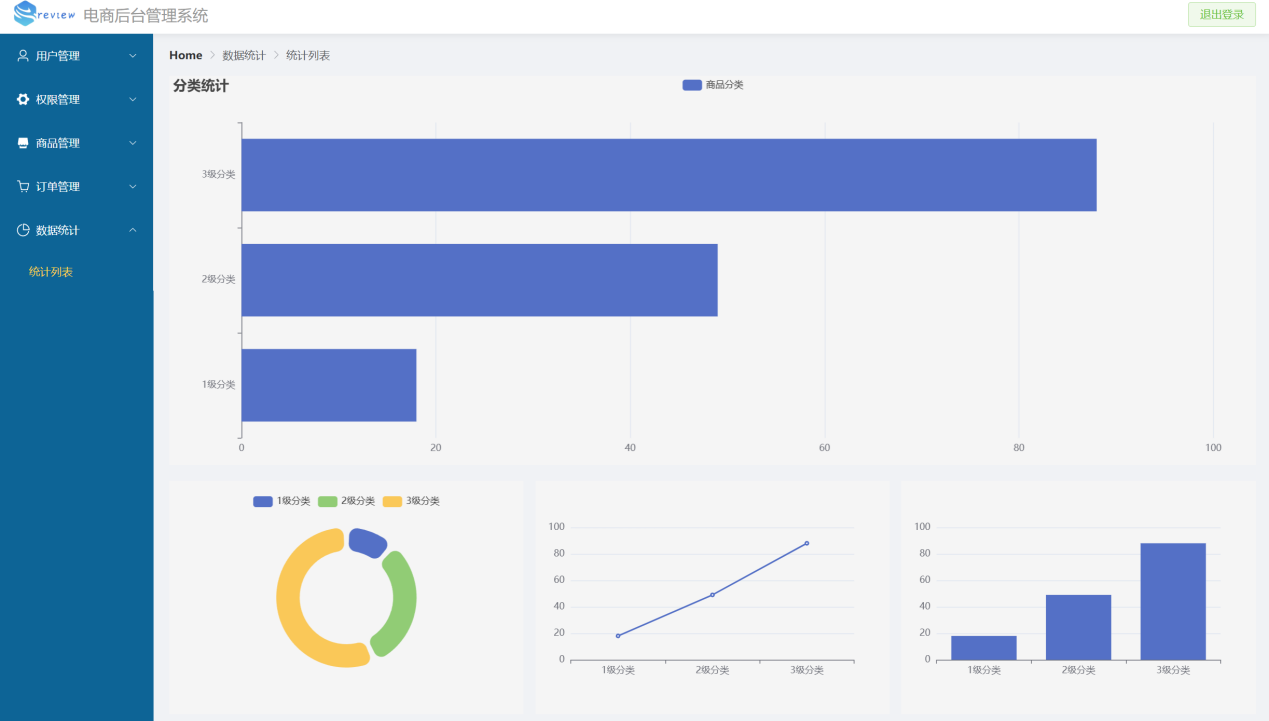 review 电商后台管理系统 退出登录
用户管理
权限管理
商品管理
订单管理
数据统计
统计列表
Home > 数据统计 > 统计列表
分类统计
商品分类
3级分类
2级分类
1级分类
0 20 40 60 80 100
1级分类 2级分类 3级分类
100
80
60
40
20
0
1级分类 2级分类 3级分类
100
80
60
40
20
0
1级分类 2级分类 3级分类